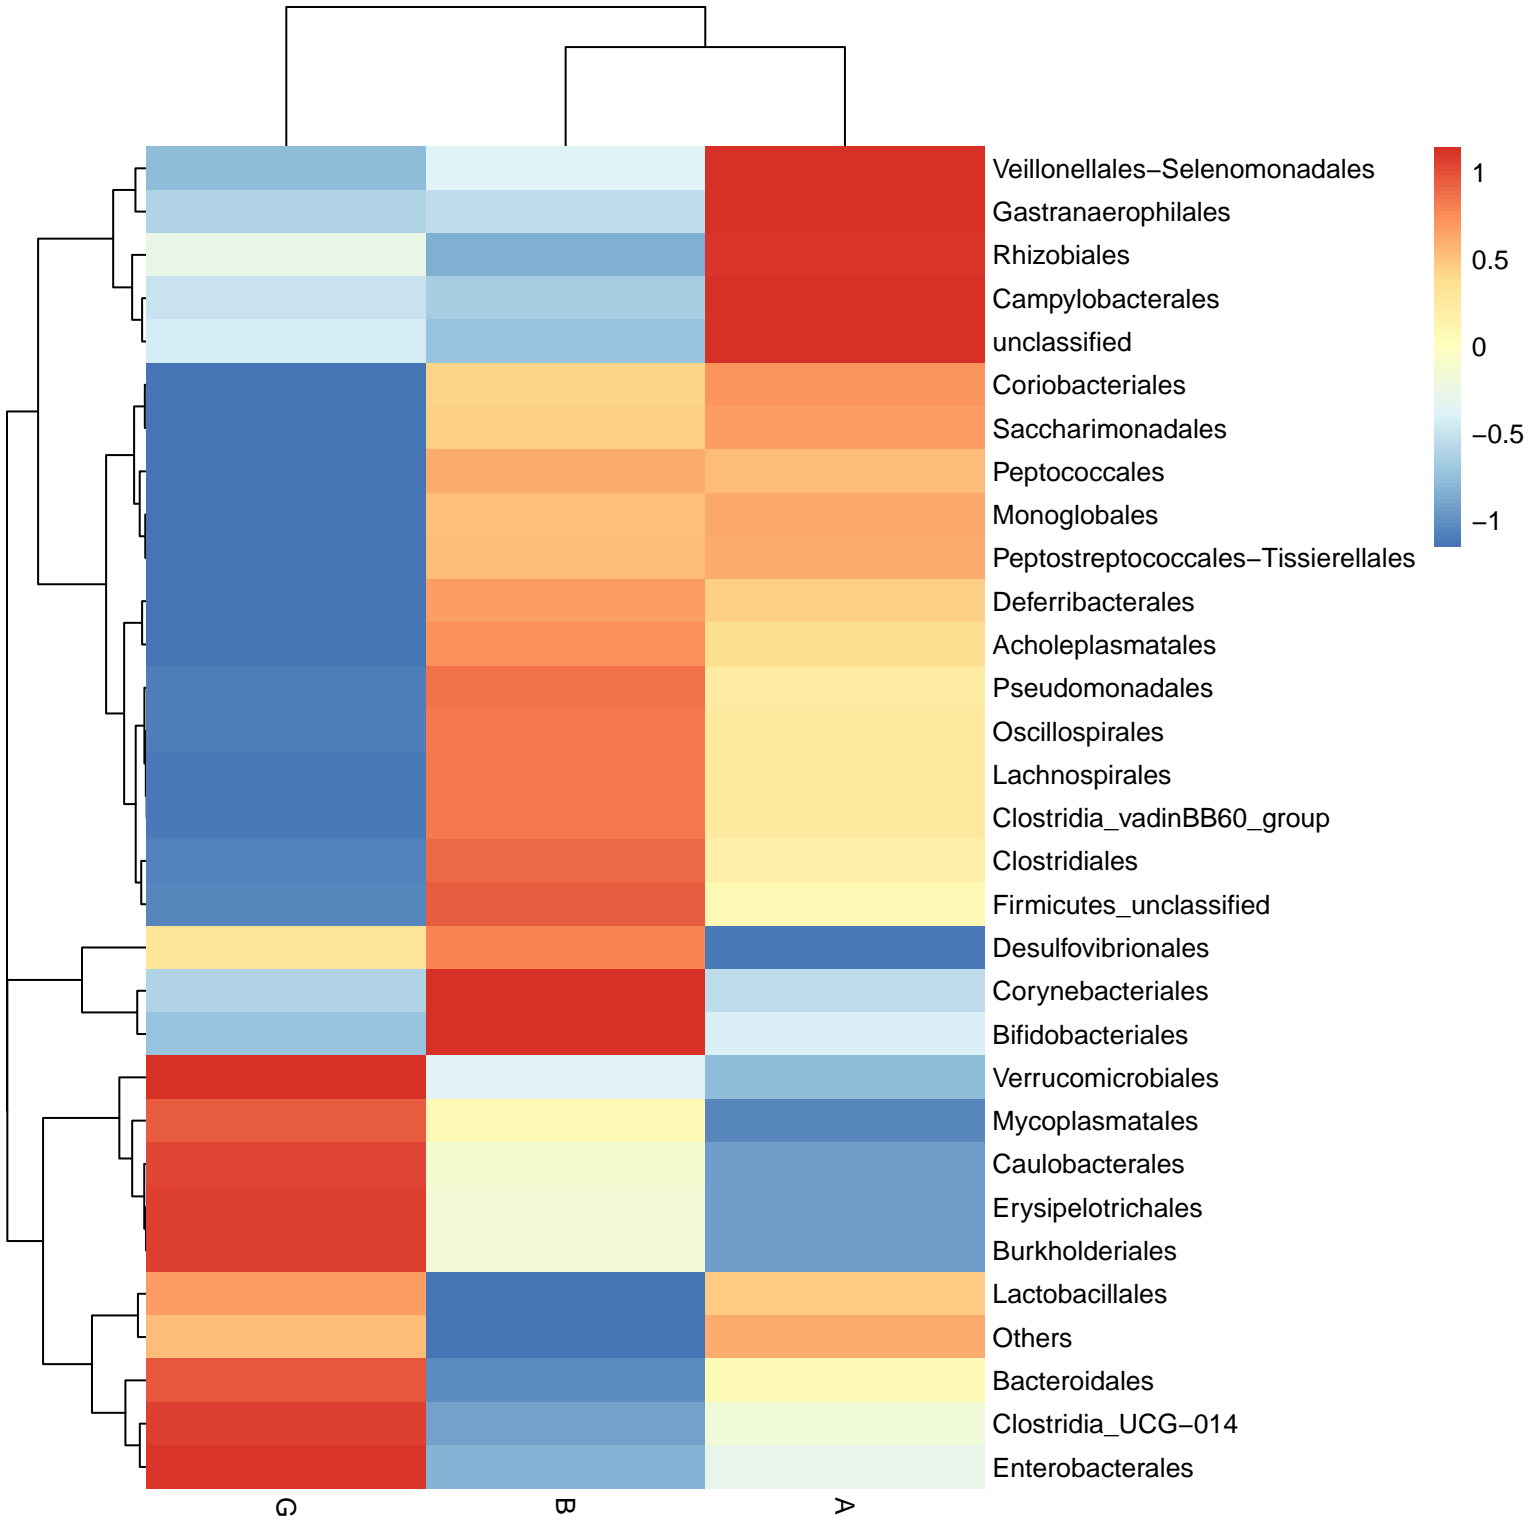 Veillonellales−Selenomonadales
Gastranaerophilales
Rhizobiales
Campylobacterales
unclassified
Coriobacteriales
Saccharimonadales
Peptococcales
Monoglobales
Peptostreptococcales−Tissierellales
Deferribacterales
Acholeplasmatales
Pseudomonadales
Oscillospirales
Lachnospirales
Clostridia_vadinBB60_group
Clostridiales
Firmicutes_unclassified
Desulfovibrionales
Corynebacteriales
Bifidobacteriales
Verrucomicrobiales
Mycoplasmatales
Caulobacterales
Erysipelotrichales
Burkholderiales
Lactobacillales
Others
Bacteroidales
Clostridia_UCG−014
Enterobacterales
G B A
1
0.5
0
−0.5
−1